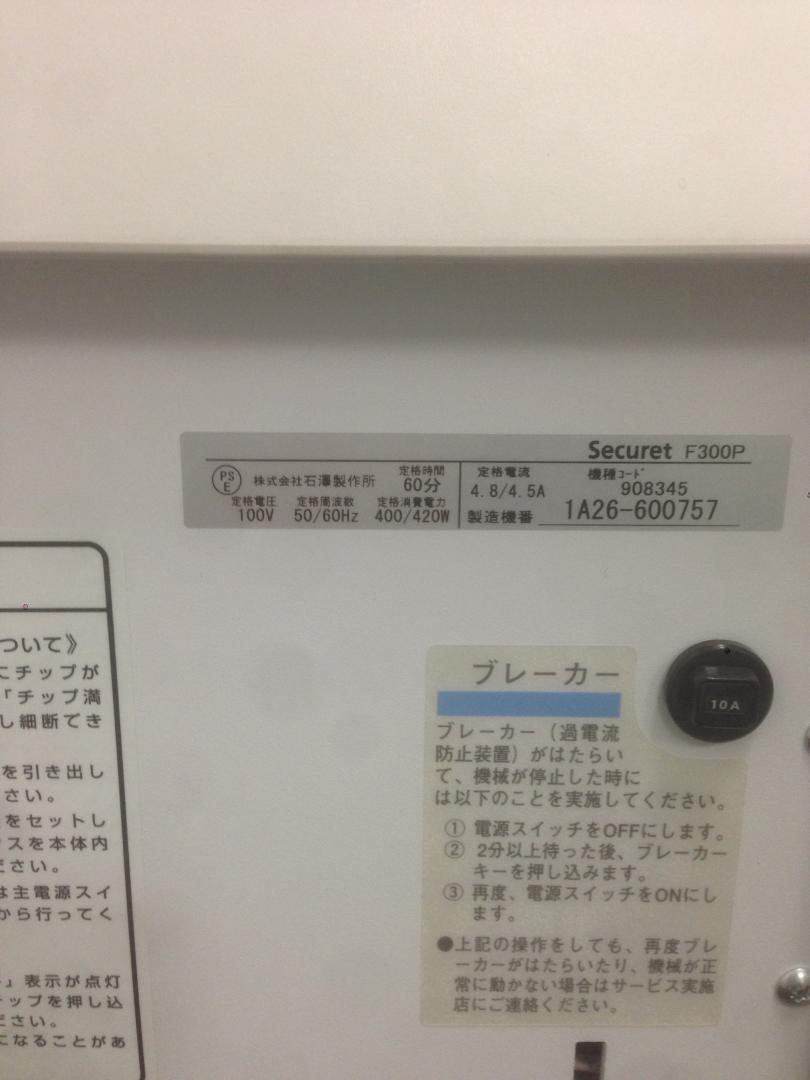 Securet F300P
PS
E
株式会社石澤製作所
定格時間
60分
定格電圧
100V
定格周波数
50/60Hz
定格消費電力
400/420W
定格電流
4.8/4.5A
機種コード
908345
製造機番 1A26-600757
ついて》
にチップが
「チップ満
し細断でき
を引き出し
さい。
をセットし
クスを本体内
ださい。
は主電源スイ
から行ってく
」表示が点灯
チップを押し込
ださい。
になることがあ
ブレーカー
10A
ブレーカー（過電流
防止装置）がはたらい
て、機械が停止した時に
は以下のことを実施してください。
① 電源スイッチをOFFにします。
② 2分以上待った後、ブレーカー
キーを押し込みます。
③ 再度、電源スイッチをONにし
ます。
●上記の操作をしても、再度ブレ
ーカーがはたらいたり、機械が正
常に動かない場合はサービス実施
店にご連絡ください。